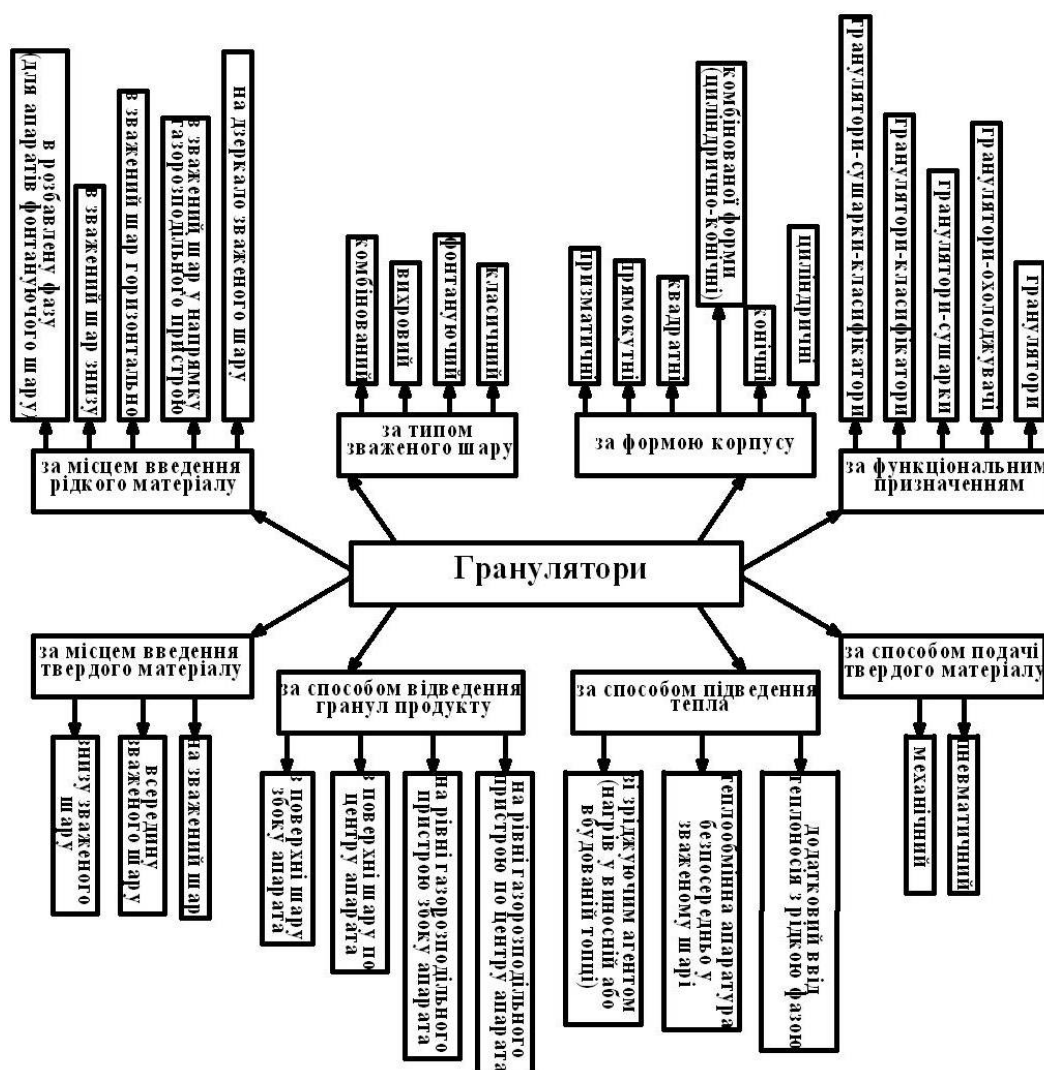 в розбавлену фазу
(для апаратів фонтануючого шару)
в зважений шар знизу
в зважений шар горизонтально
в зважений шар у напрямку
газорозподільного пристрою
на дзеркало зваженого шару
комбінований
вихровий
фонтануючий
класичний
призматичні
прямокутні
квадратні
комбінованої форми
(циліндрично-конічні)
конічні
циліндричні
гранулятори-сушарки-класифікатори
гранулятори-класифікатори
гранулятори-сушарки
гранулятори-охолоджувачі
гранулятори
за місцем введення
рідкого матеріалу
за типом
зваженого шару
за формою корпусу
за функціональним
призначенням
Гранулятори
за місцем введення
твердого матеріалу
за способом відведення
гранул продукту
за способом підведення
тепла
за способом подачі
твердого матеріалу
знизу зваженого
шару
всередину
зваженого шару
на зважений шар
з поверхні шару
збоку апарата
з поверхні шару по
центру апарата
на рівні газорозподільного
пристрою збоку апарата
на рівні газорозподільного
пристрою по центру апарата
зі зріджуючим агентом
(нагрів у виносній або
вбудованій топці)
теплообмінна апаратура
безпосередньо у
зваженому шарі
додатковий ввід
теплоносія з рідкою фазою
механічний
пневматичний